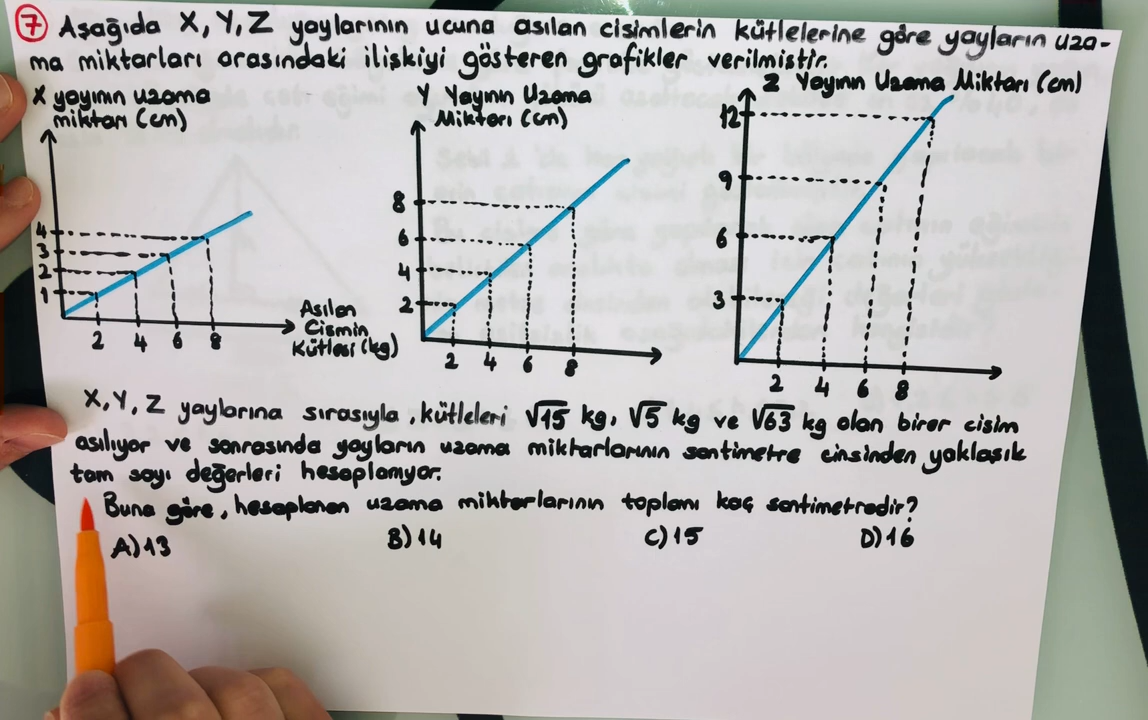 7 Aşağıda X, Y, Z yaylarının ucuna asılan cisimlerin kütlelerine göre yayların uza-
ma miktarları arasındaki ilişkiyi gösteren grafikler verilmiştir.
X yayının uzama
miktarı (cm)
4
3
2
1
2 4 6 8
Asılan
Cismin
Kütlesi (kg)
Y Yayının Uzama
Miktarı (cm)
8
6
4
2
2 4 6 8
Z Yayının Uzama Miktarı (cm)
12
9
6
3
2 4 6 8
X, Y, Z yaylarına sırasıyla, kütleleri √15 kg, √5 kg ve √63 kg olan birer cisim
asılıyor ve sonrasında yayların uzama miktarlarının santimetre cinsinden yaklaşık
tam sayı değerleri hesaplanıyor.
Buna göre, hesaplanan uzama miktarlarının toplamı kaç santimetredir?
A) 13 B) 14 C) 15 D) 16